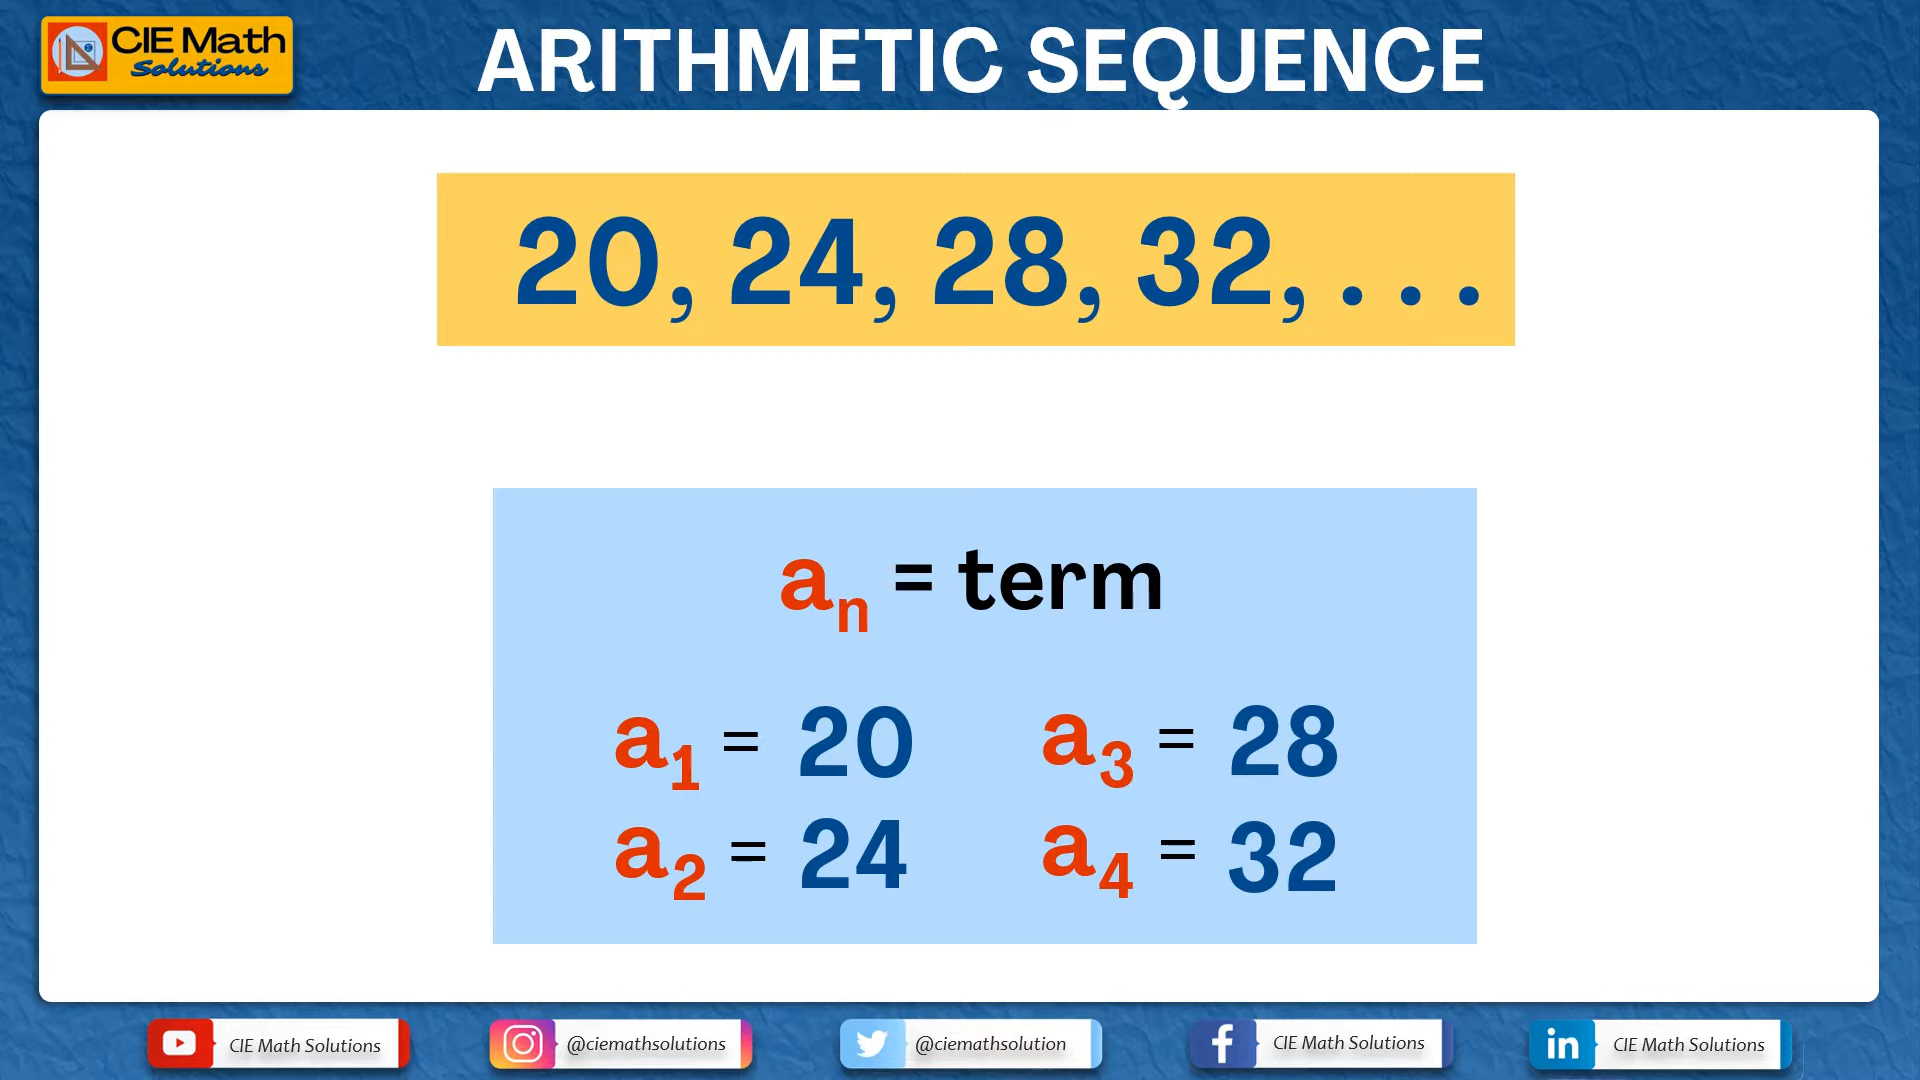 CIE Math
Solutions
ARITHMETIC SEQUENCE
20, 24, 28, 32, . . .
aₙ = term
a₁ = 20
a₃ = 28
a₂ = 24
a₄ = 32
CIE Math Solutions
@ciemathsolutions
@ciemathsolution
CIE Math Solutions
CIE Math Solutions